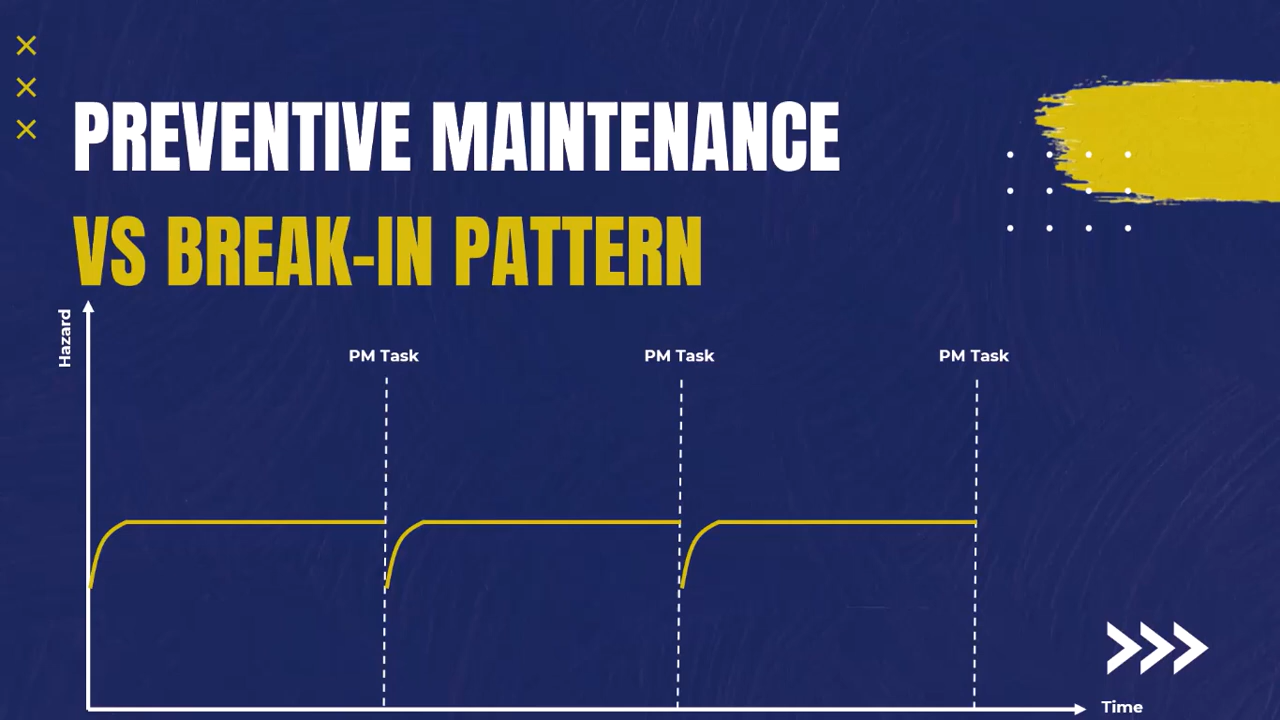 PREVENTIVE MAINTENANCE
VS BREAK-IN PATTERN
Hazard
PM Task
PM Task
PM Task
Time